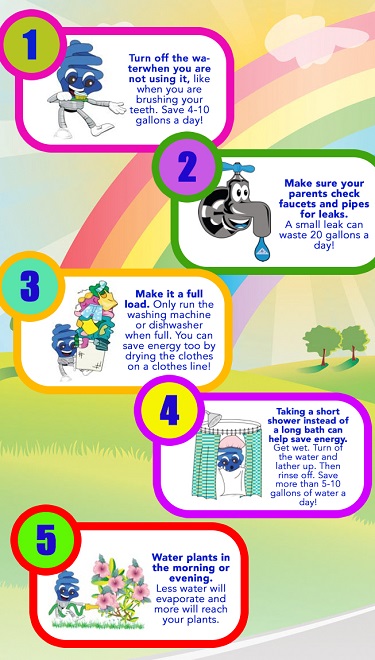 1
Turn off the wa-
terwhen you are
not using it, like
when you are
brushing your
teeth. Save 4-10
gallons a day!
2
Make sure your
parents check
faucets and pipes
for leaks.
A small leak can
waste 20 gallons a
day!
3
Make it a full
load. Only run the
washing machine
or dishwasher
when full. You can
save energy too by
drying the clothes
on a clothes line!
4
Taking a short
shower instead of
a long bath can
help save energy.
Get wet. Turn of
the water and
lather up. Then
rinse off. Save
more than 5-10
gallons of water a
day!
5
Water plants in
the morning or
evening.
Less water will
evaporate and
more will reach
your plants.